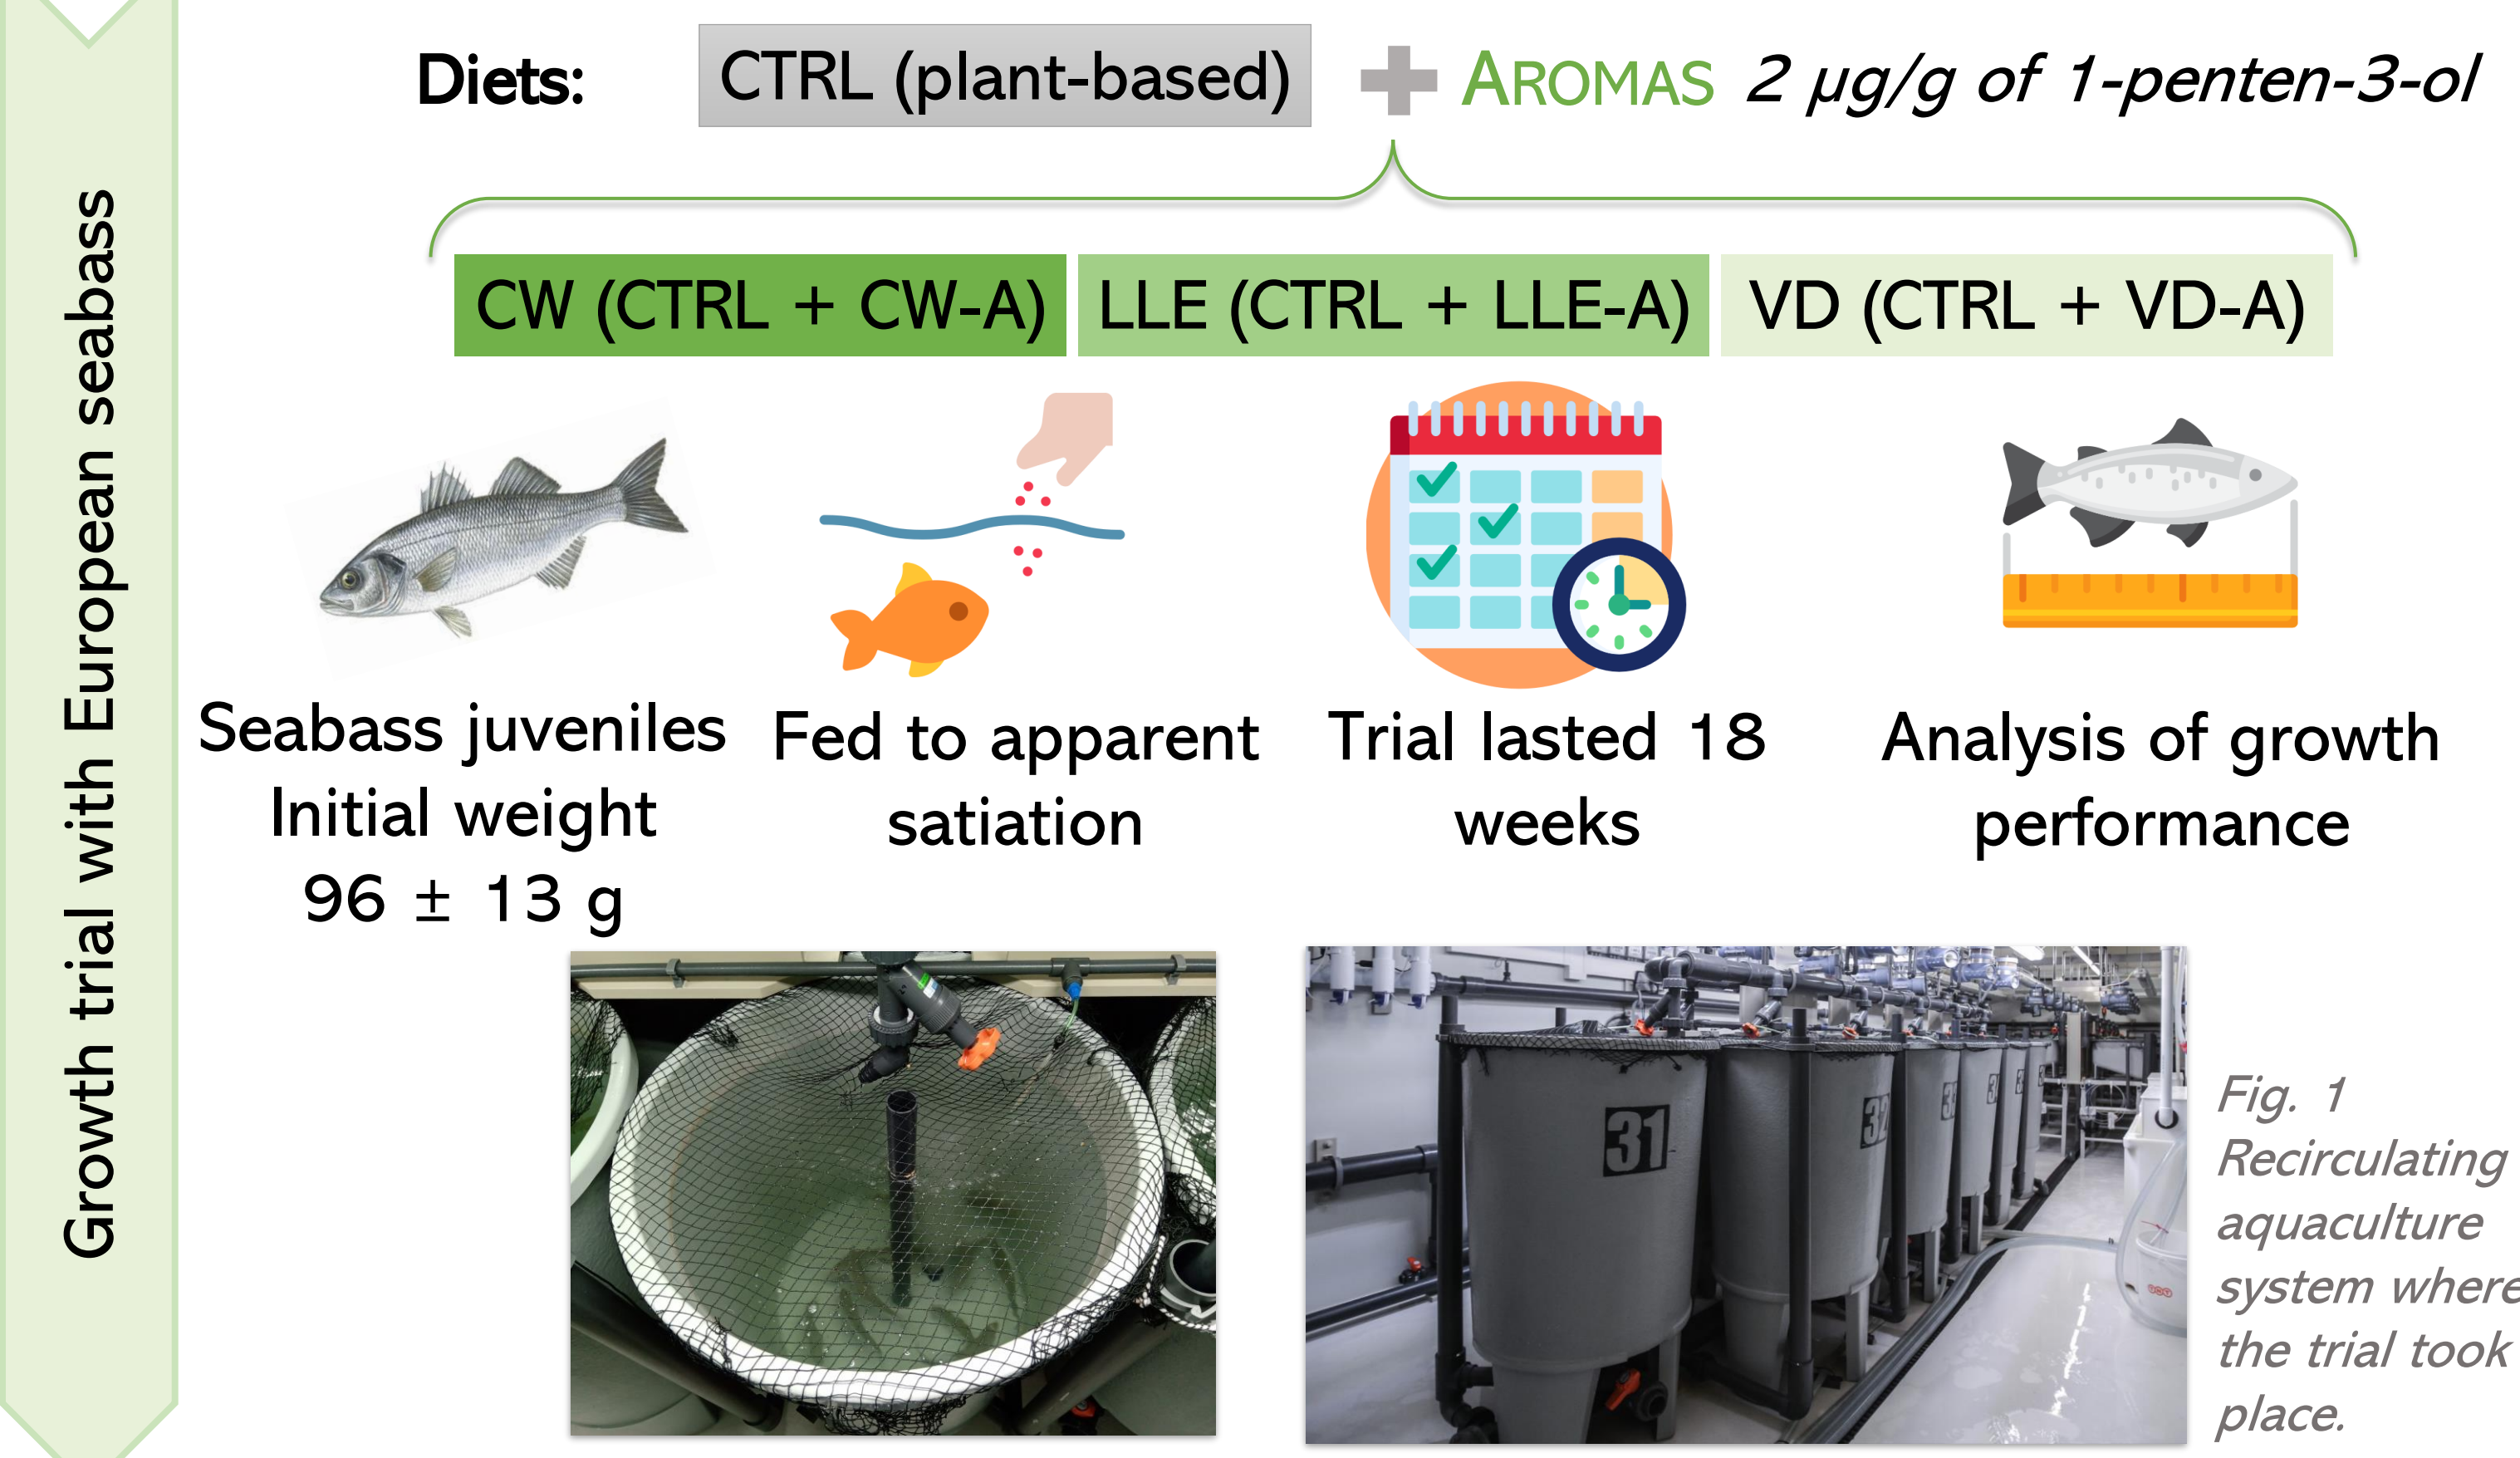 Growth trial with European seabass
Diets: CTRL (plant-based) + AROMAS 2 µg/g of 1-penten-3-ol
CW (CTRL + CW-A) LLE (CTRL + LLE-A) VD (CTRL + VD-A)
Seabass juveniles
Initial weight
96 ± 13 g
Fed to apparent
satiation
Trial lasted 18
weeks
Analysis of growth
performance
31
32
Fig. 1
Recirculating
aquaculture
system where
the trial took
place.